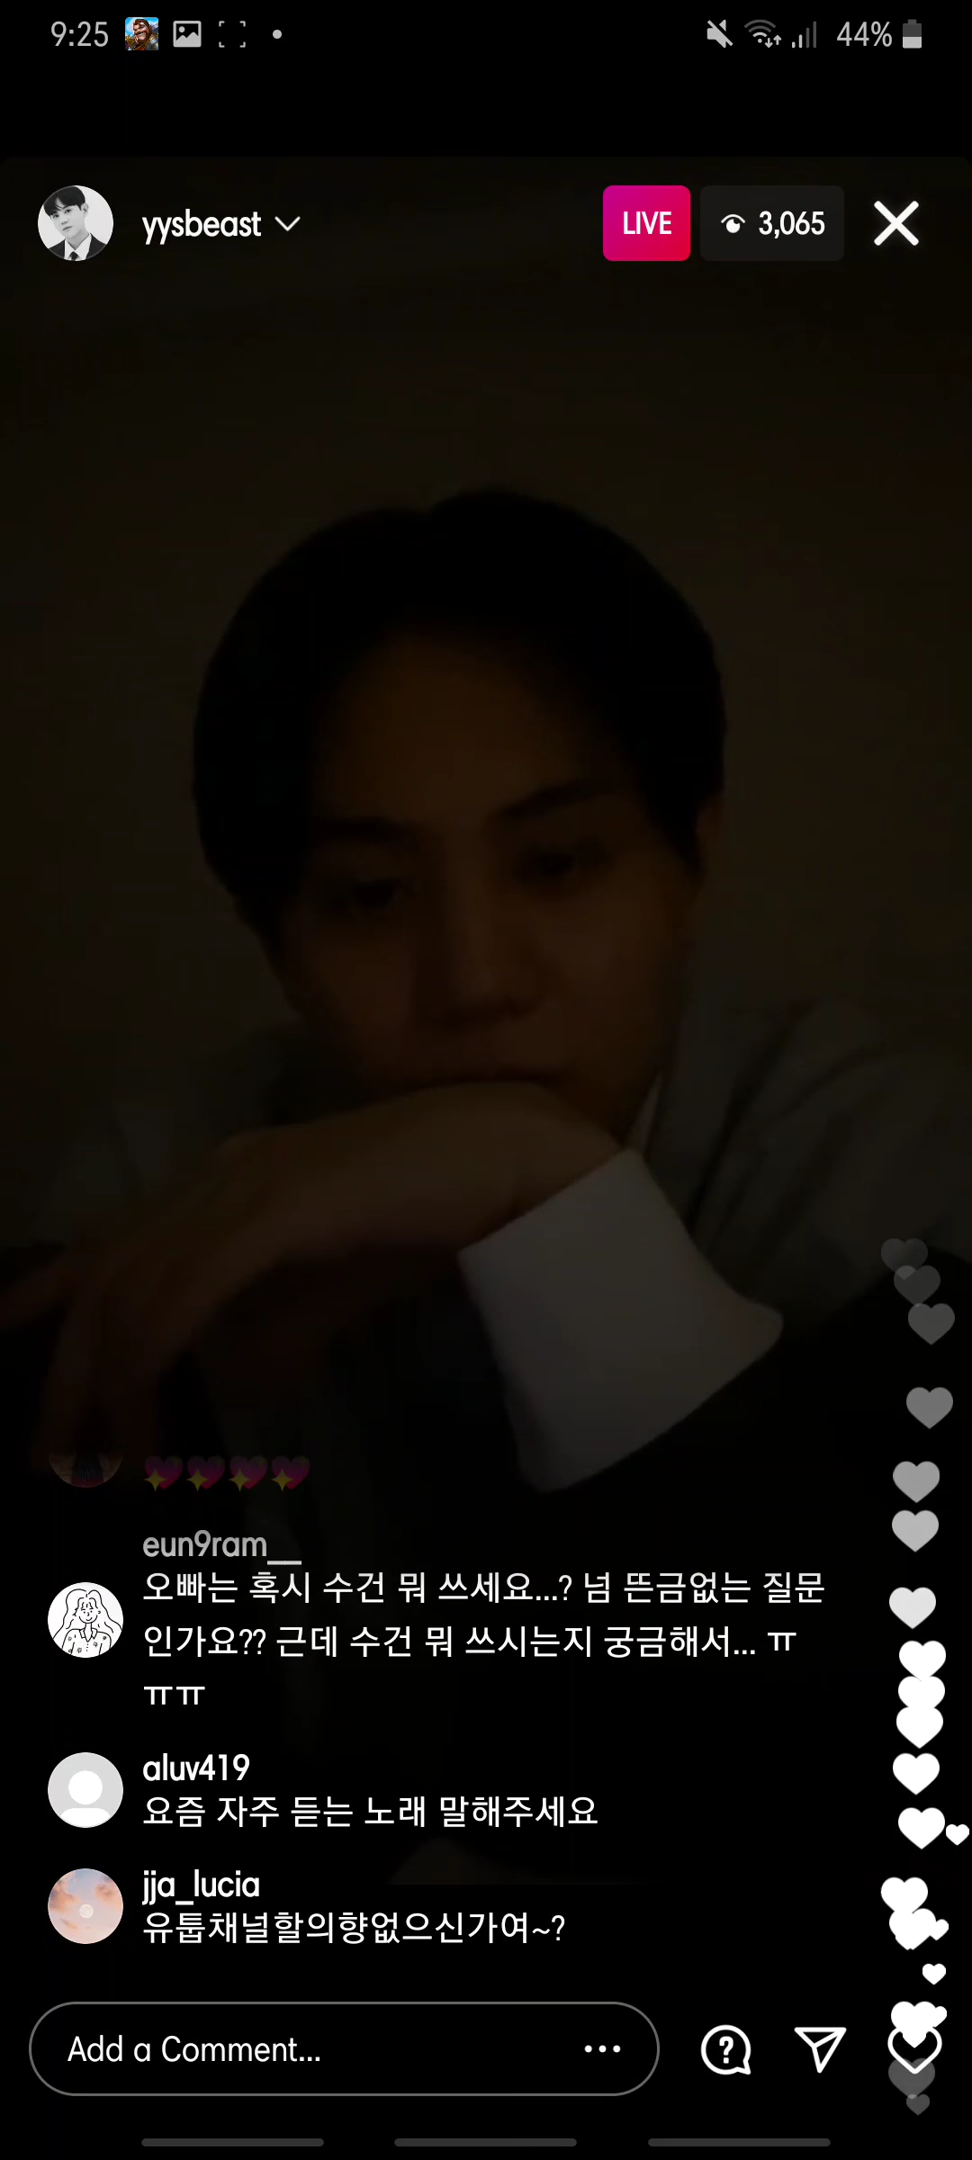 9:25
44%
yysbeast
LIVE
3,065
💖💖💖💖
eun9ram__
오빠는 혹시 수건 뭐 쓰세요...? 넘 뜬금없는 질문
인가요?? 근데 수건 뭐 쓰시는지 궁금해서... ㅠ
ㅠㅠ
aluv419
요즘 자주 듣는 노래 말해주세요
jja_lucia
유튭채널할의향없으신가여~?
Add a Comment...